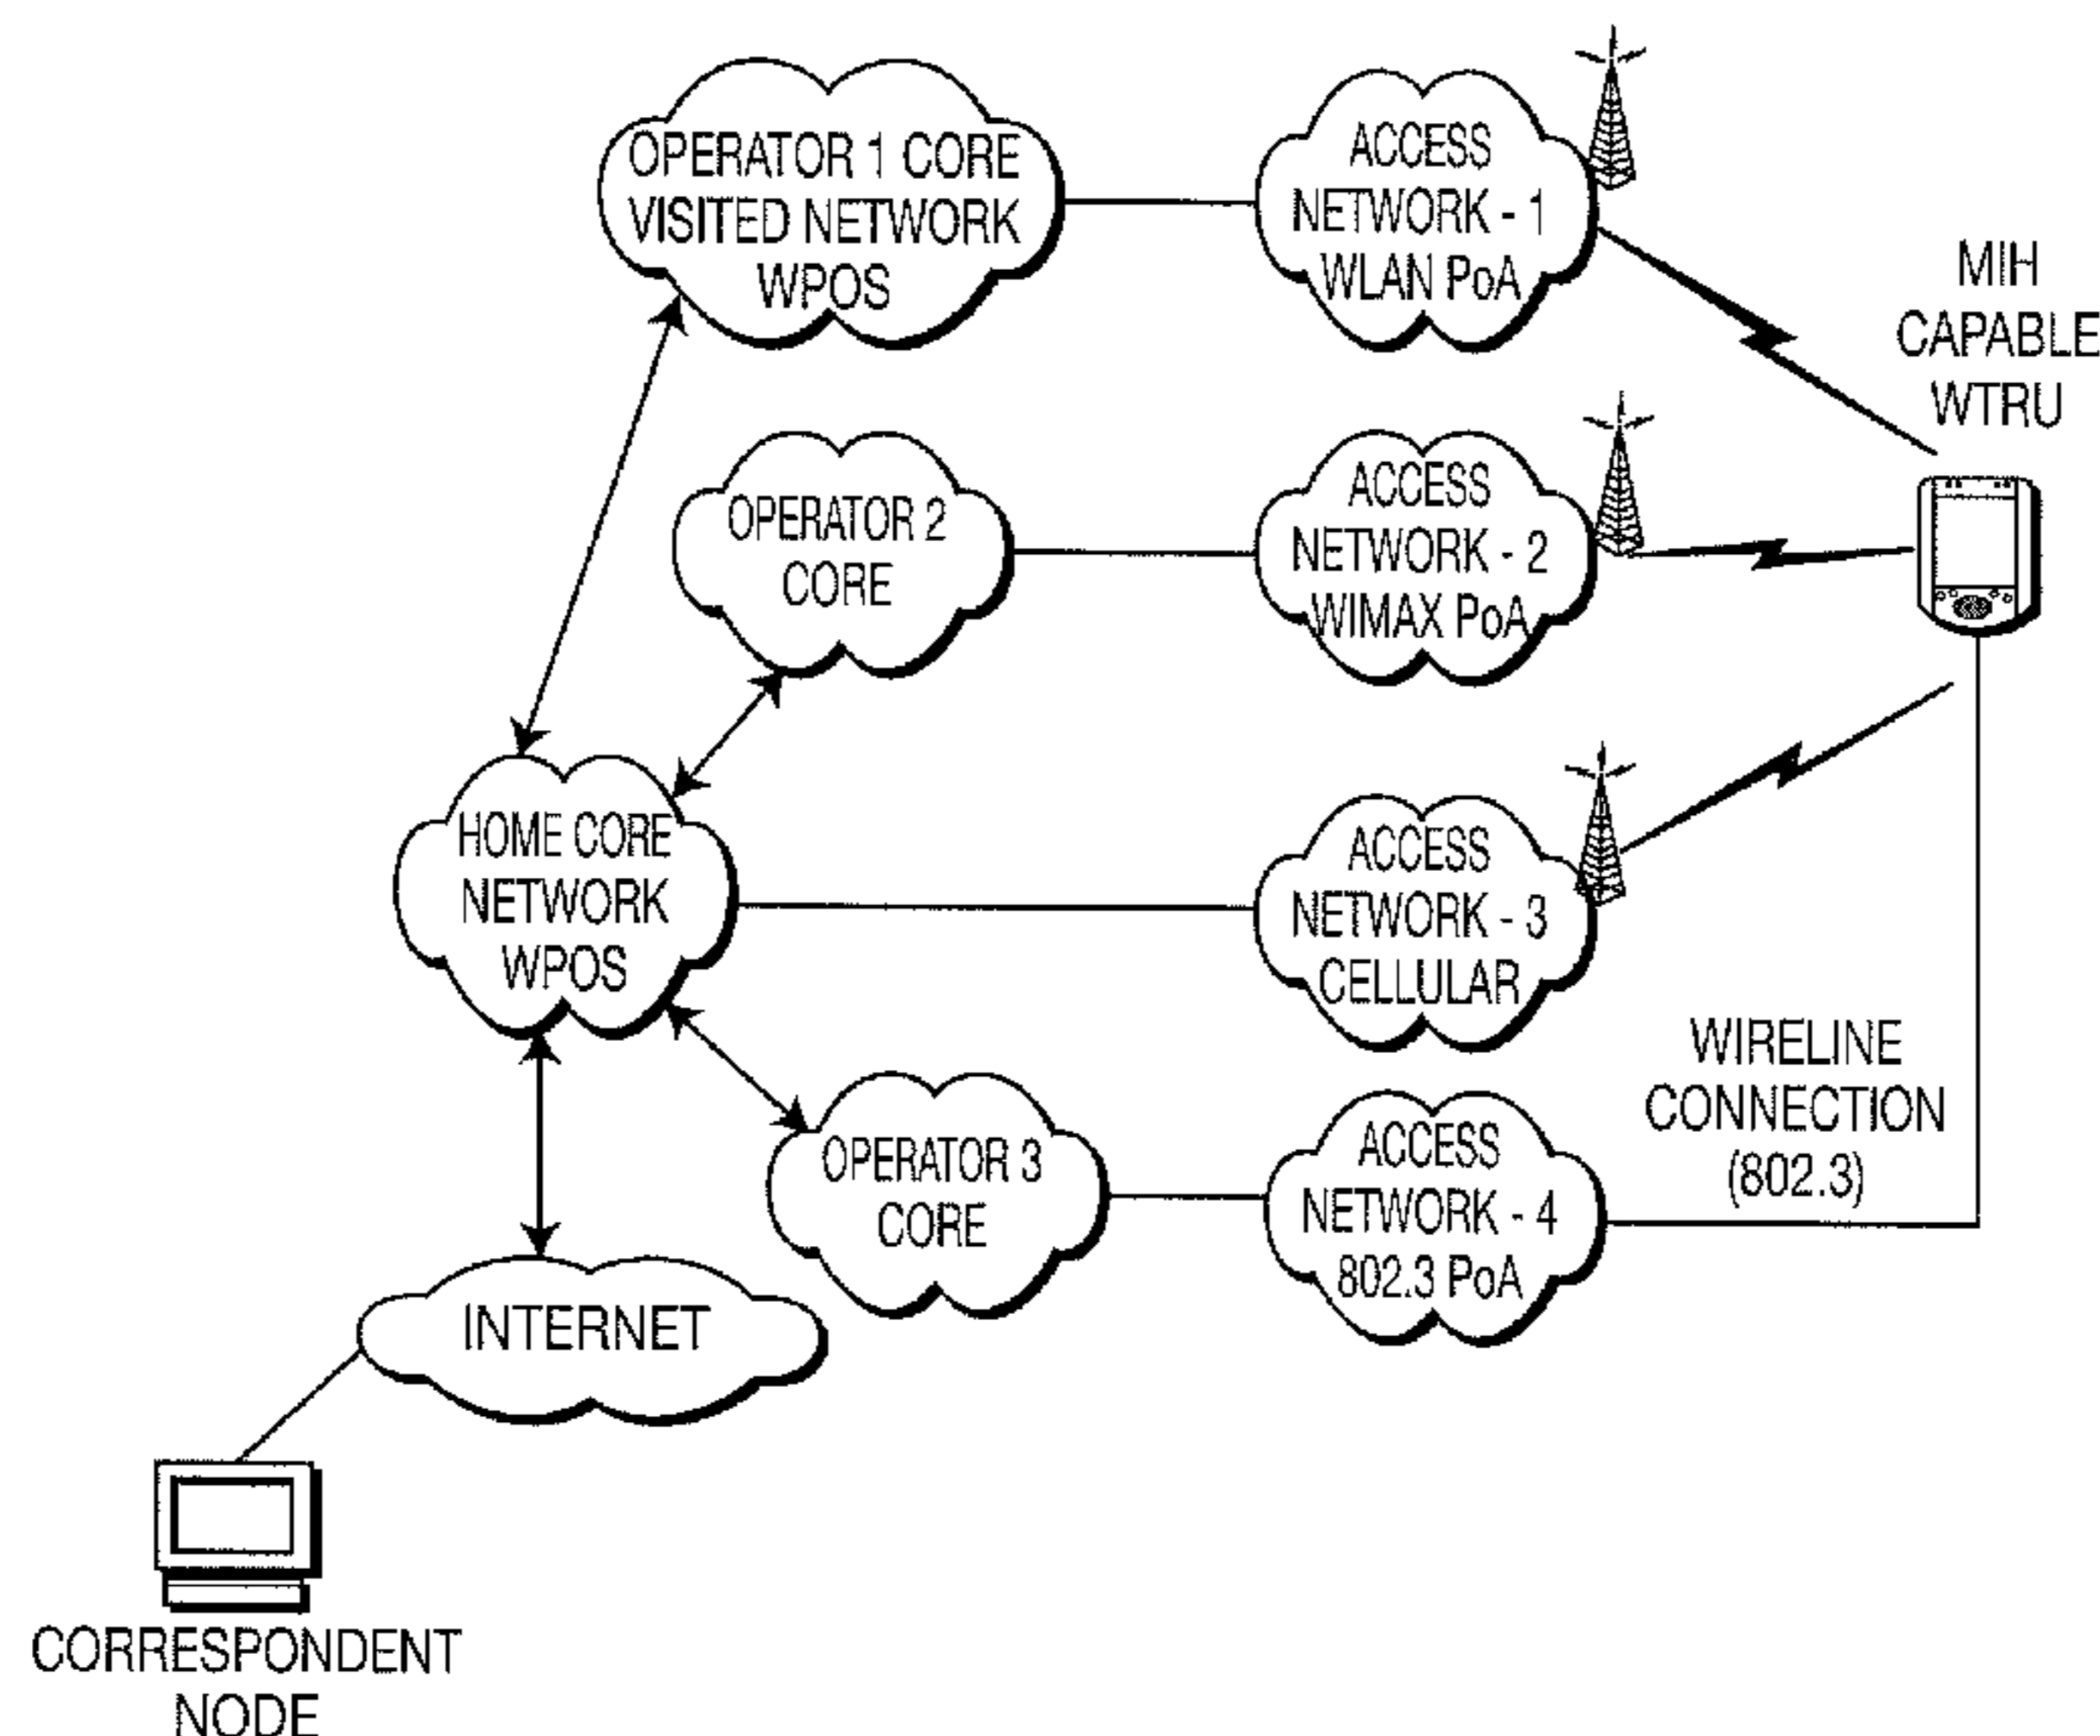 OPERATOR 1 CORE
VISITED NETWORK
WPOS
ACCESS
NETWORK - 1
WLAN PoA
MIH
CAPABLE
WTRU
OPERATOR 2
CORE
ACCESS
NETWORK - 2
WIMAX PoA
HOME CORE
NETWORK
WPOS
ACCESS
NETWORK - 3
CELLULAR
WIRELINE
CONNECTION
(802.3)
OPERATOR 3
CORE
ACCESS
NETWORK - 4
802.3 PoA
INTERNET
CORRESPONDENT
NODE